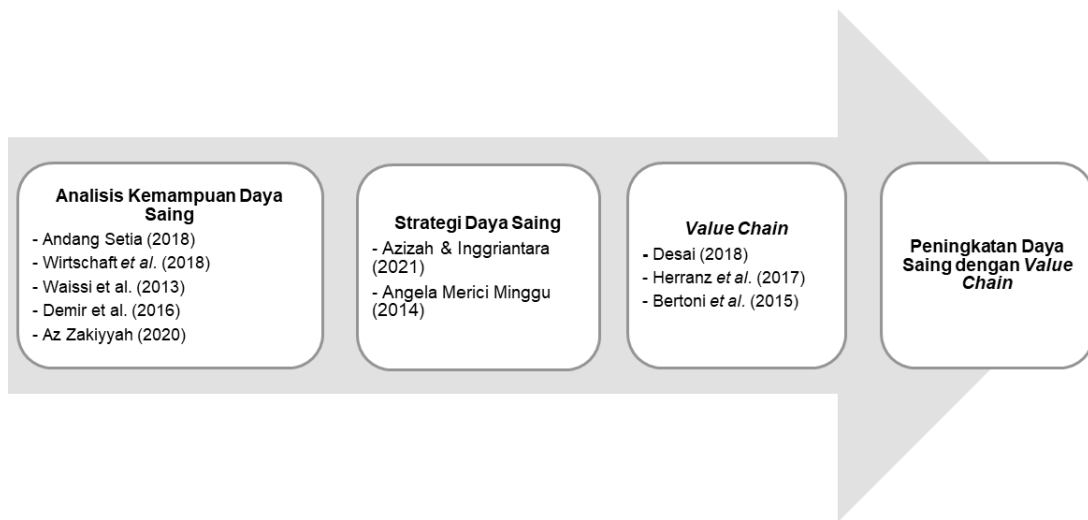 Analisis Kemampuan Daya
Saing
- Andang Setia (2018)
- Wirtschaft et al. (2018)
- Waissi et al. (2013)
- Demir et al. (2016)
- Az Zakiyyah (2020)
Strategi Daya Saing
- Azizah & Inggriantara
(2021)
- Angela Merici Minggu
(2014)
Value Chain
- Desai (2018)
- Herranz et al. (2017)
- Bertoni et al. (2015)
Peningkatan Daya
Saing dengan Value
Chain